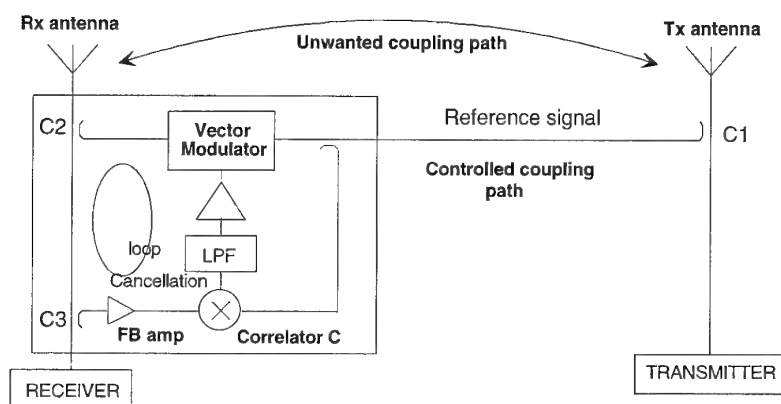 Rx antenna
Unwanted coupling path
Tx antenna
C2
Vector
Modulator
Reference signal
C1
Controlled coupling
path
loop
LPF
Cancellation
C3
FB amp
Correlator C
RECEIVER
TRANSMITTER